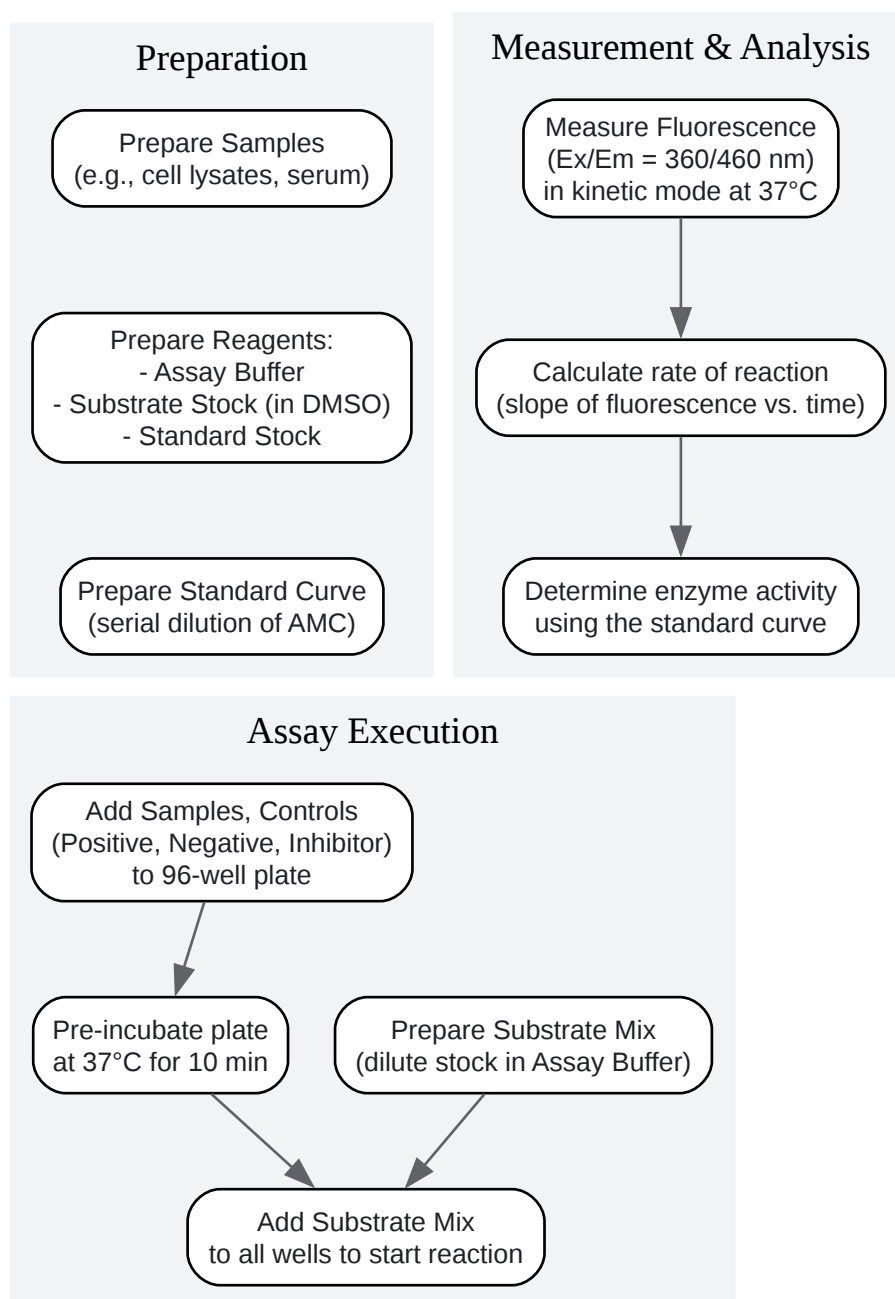 Preparation
Prepare Samples
(e.g., cell lysates, serum)
Prepare Reagents:
- Assay Buffer
- Substrate Stock (in DMSO)
- Standard Stock
Prepare Standard Curve
(serial dilution of AMC)
Measurement & Analysis
Measure Fluorescence
(Ex/Em = 360/460 nm)
in kinetic mode at 37°C
Calculate rate of reaction
(slope of fluorescence vs. time)
Determine enzyme activity
using the standard curve
Assay Execution
Add Samples, Controls
(Positive, Negative, Inhibitor)
to 96-well plate
Pre-incubate plate
at 37°C for 10 min
Prepare Substrate Mix
(dilute stock in Assay Buffer)
Add Substrate Mix
to all wells to start reaction